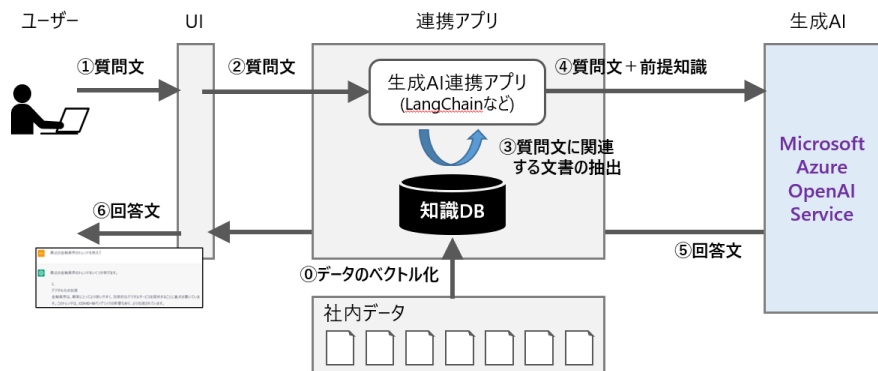 ユーザー
UI
連携アプリ
生成AI
①質問文
②質問文
生成AI連携アプリ
(LangChainなど)
④質問文＋前提知識
③質問文に関連
する文書の抽出
知識DB
Microsoft
Azure
OpenAI
Service
⑥回答文
⑤回答文
⓪データのベクトル化
社内データ